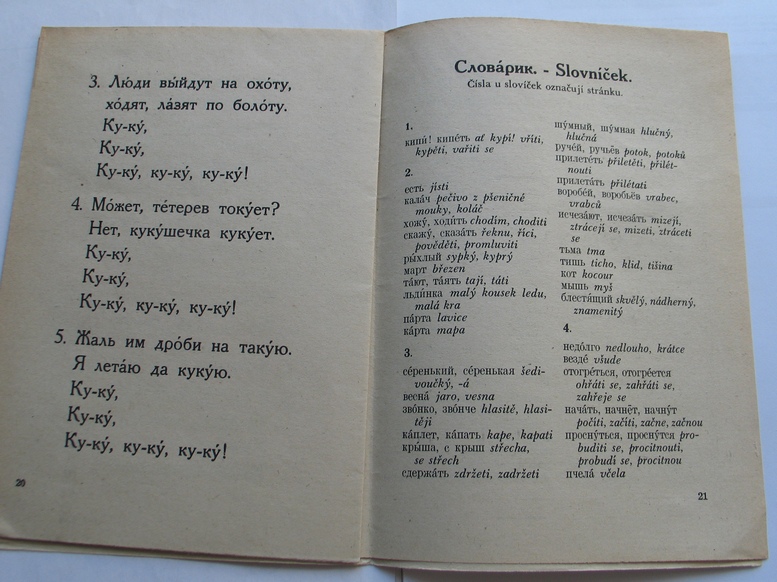 3. Лю́ди вы́йдут на охо́ту,
хо́дят, ла́зят по боло́ту.
Ку-ку́,
Ку-ку́,
Ку-ку́, ку-ку́, ку-ку́!
4. Мо́жет, те́терев току́ет?
Нет, куку́шечка куку́ет.
Ку-ку́,
Ку-ку́,
Ку-ку́, ку-ку́, ку-ку́!
5. Жаль им дро́би на таку́ю.
Я лета́ю да куку́ю.
Ку-ку́,
Ку-ку́,
Ку-ку́, ку-ку́, ку-ку́!
20
Слова́рик. - Slovníček.
Čísla u slovíček označují stránku.
1.
кипи́! кипе́ть ať kypí! vříti,
kypěti, vařiti se
2.
есть jísti
кала́ч pečivo z pšeničné
mouky, koláč
хожу́, ходи́ть chodím, choditi
скажу́, сказа́ть řeknu, říci,
pověděti, promluviti
ры́хлый sypký, kyprý
март březen
та́ют, та́ять tají, táti
льди́нка malý kousek ledu,
malá kra
па́рта lavice
ка́рта mapa
3.
се́ренький, се́ренькая šedi-
voučký, -á
весна́ jaro, vesna
зво́нко, зво́нче hlasitě, hlasi-
těji
ка́плет, ка́пать kape, kapati
кры́ша, с крыш střecha,
se střech
сдержа́ть zdržeti, zadržeti
шу́мный, шу́мная hlučný,
hlučná
руче́й, ручьёв potok, potoků
прилете́ть přiletěti, přilét-
nouti
прилета́ть přilétati
воробе́й, воробьёв vrabec,
vrabců
исчеза́ют, исчеза́ть mizejí,
ztrácejí se, mizeti, ztráceti
se
тьма tma
тишь ticho, klid, tišina
кот kocour
мышь myš
блестя́щий skvělý, nádherný,
znamenitý
4.
недо́лго nedlouho, krátce
везде́ všude
отогре́ться, отогре́ется
ohřáti se, zahřáti se,
zahřeje se
нача́ть, начнёт, начну́т
počíti, začíti, začne, začnou
просну́ться, просну́тся pro-
buditi se, procitnouti,
probudí se, procitnou
пчела́ včela
21